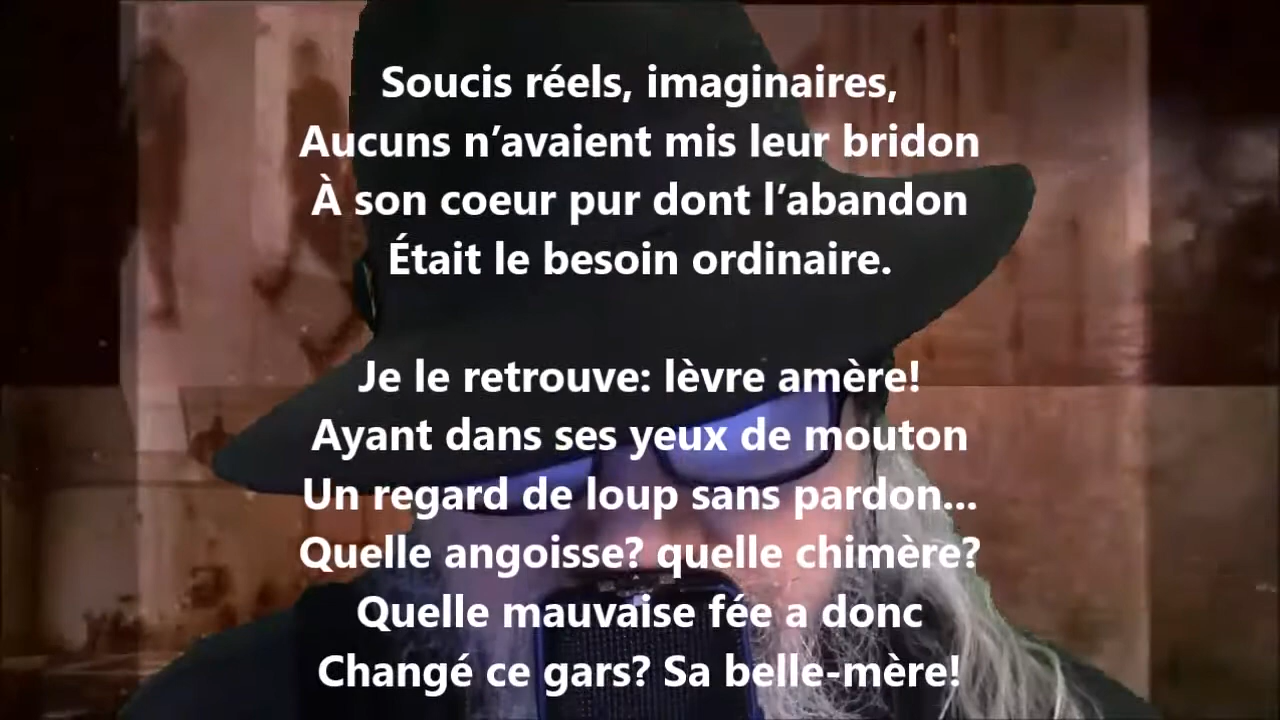 Soucis réels, imaginaires,
Aucuns n’avaient mis leur bridon
À son coeur pur dont l’abandon
Était le besoin ordinaire.
Je le retrouve: lèvre amère!
Ayant dans ses yeux de mouton
Un regard de loup sans pardon...
Quelle angoisse? quelle chimère?
Quelle mauvaise fée a donc
Changé ce gars? Sa belle-mère!